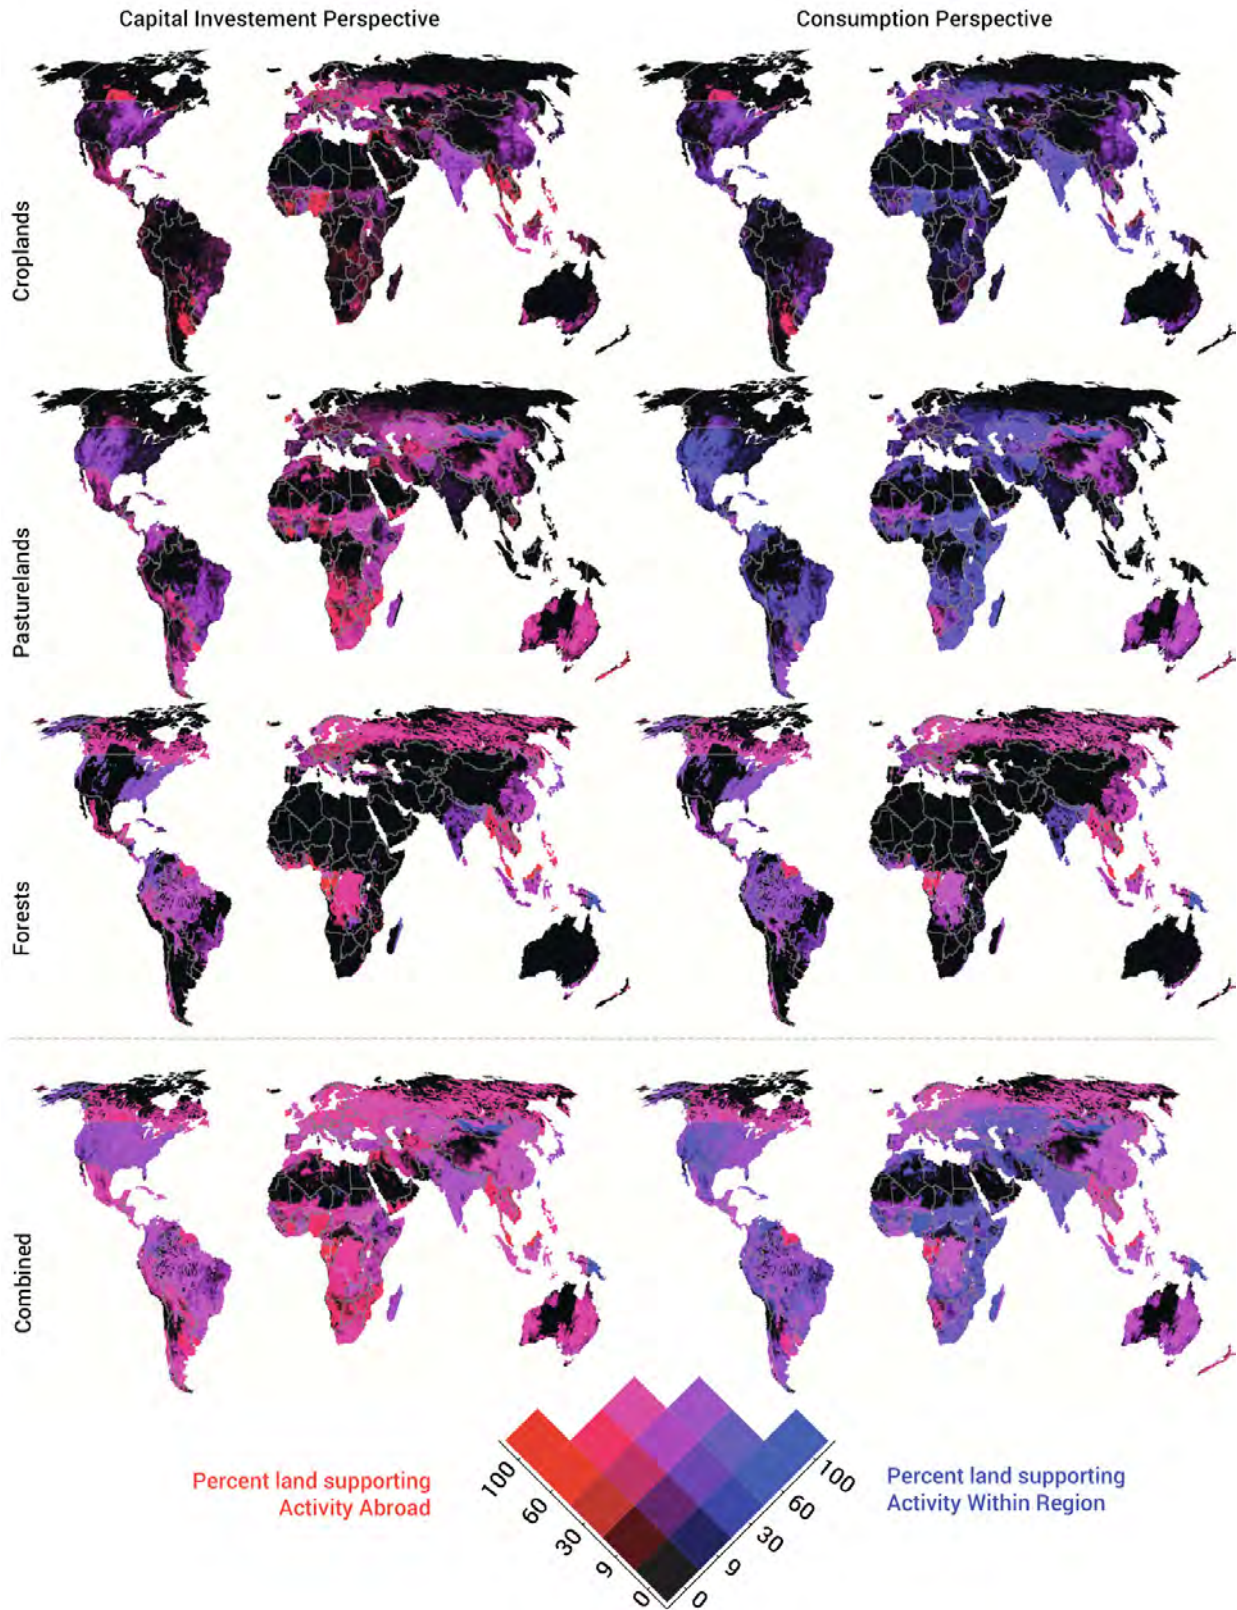 Capital Investement Perspective
Consumption Perspective
Croplands
Pasturelands
Forests
Combined
Percent land supporting
Activity Abroad
100
60
30
9
0
0
9
30
60
100
Percent land supporting
Activity Within Region